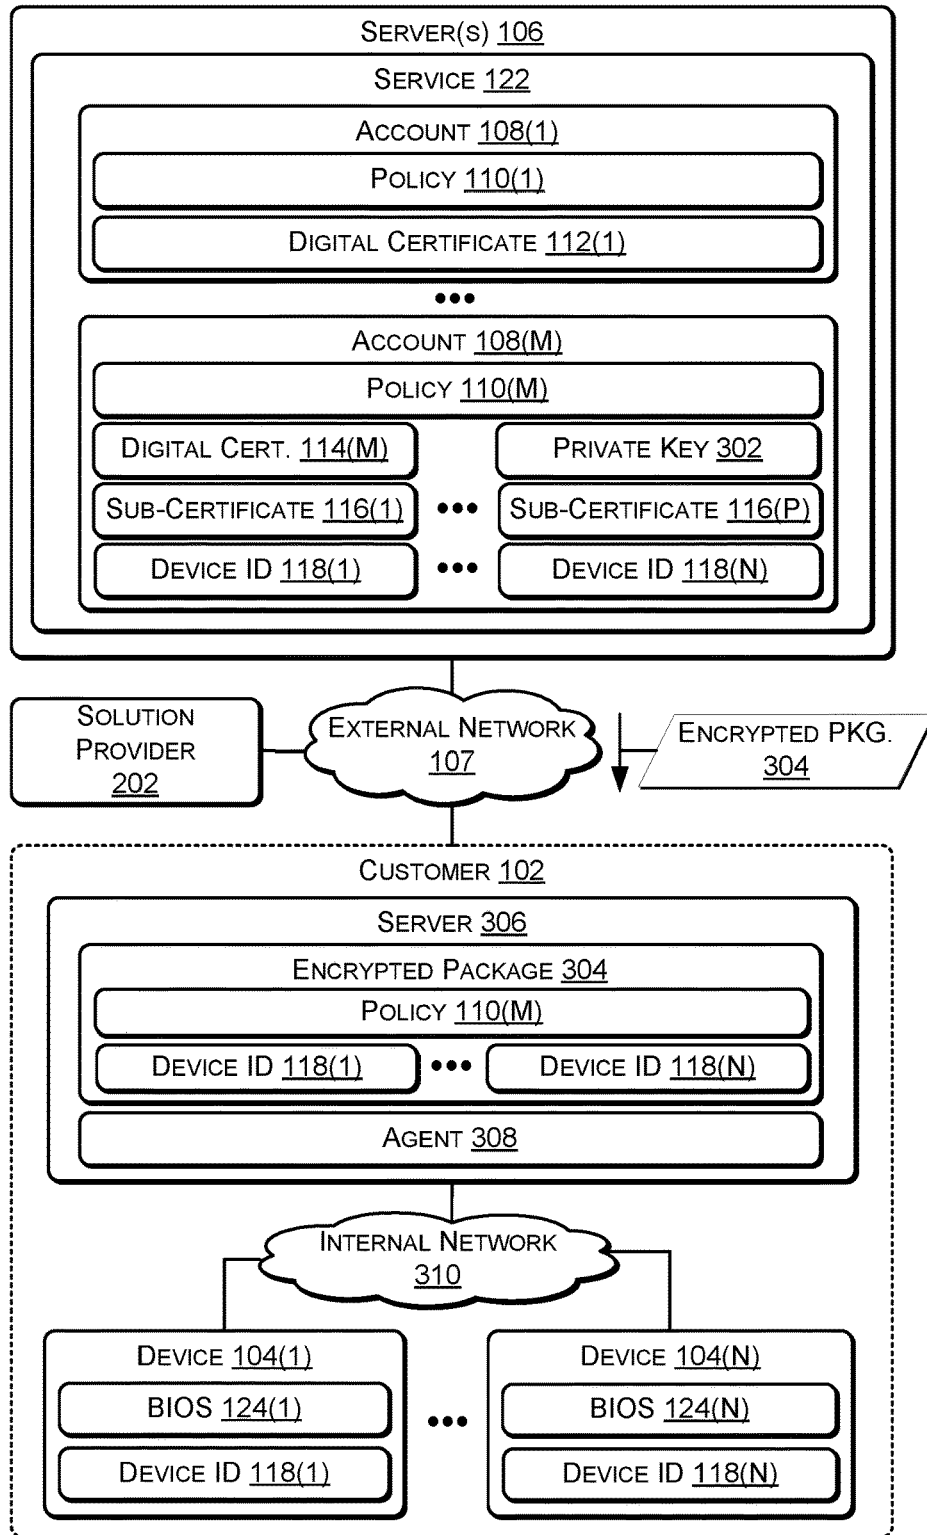 SERVER(S) 106
SERVICE 122
ACCOUNT 108(1)
POLICY 110(1)
DIGITAL CERTIFICATE 112(1)
•••
ACCOUNT 108(M)
POLICY 110(M)
DIGITAL CERT. 114(M)
PRIVATE KEY 302
SUB-CERTIFICATE 116(1)
•••
SUB-CERTIFICATE 116(P)
DEVICE ID 118(1)
•••
DEVICE ID 118(N)
SOLUTION
PROVIDER
202
EXTERNAL NETWORK
107
ENCRYPTED PKG.
304
CUSTOMER 102
SERVER 306
ENCRYPTED PACKAGE 304
POLICY 110(M)
DEVICE ID 118(1)
•••
DEVICE ID 118(N)
AGENT 308
INTERNAL NETWORK
310
DEVICE 104(1)
BIOS 124(1)
DEVICE ID 118(1)
•••
DEVICE 104(N)
BIOS 124(N)
DEVICE ID 118(N)